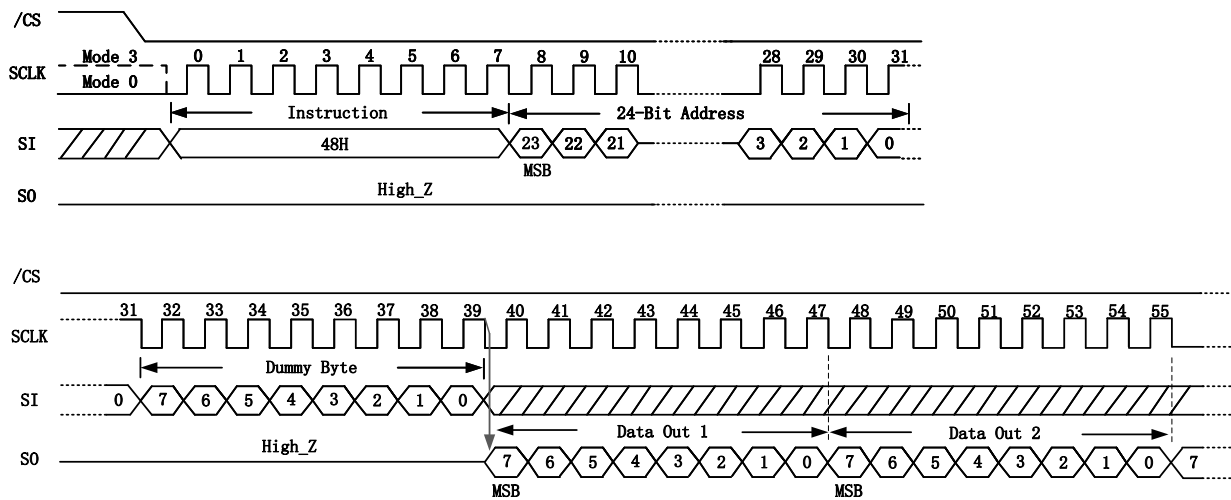 /CS
Mode 3
0 1 2 3 4 5 6 7 8 9 10 28 29 30 31
SCLK
Mode 0
Instruction 24-Bit Address
SI 48H 23 22 21 3 2 1 0
MSB
High_Z
SO
/CS
31 32 33 34 35 36 37 38 39 40 41 42 43 44 45 46 47 48 49 50 51 52 53 54 55
SCLK
Dummy Byte
SI 0 7 6 5 4 3 2 1 0
Data Out 1 Data Out 2
High_Z
SO 7 6 5 4 3 2 1 0 7 6 5 4 3 2 1 0 7
MSB MSB